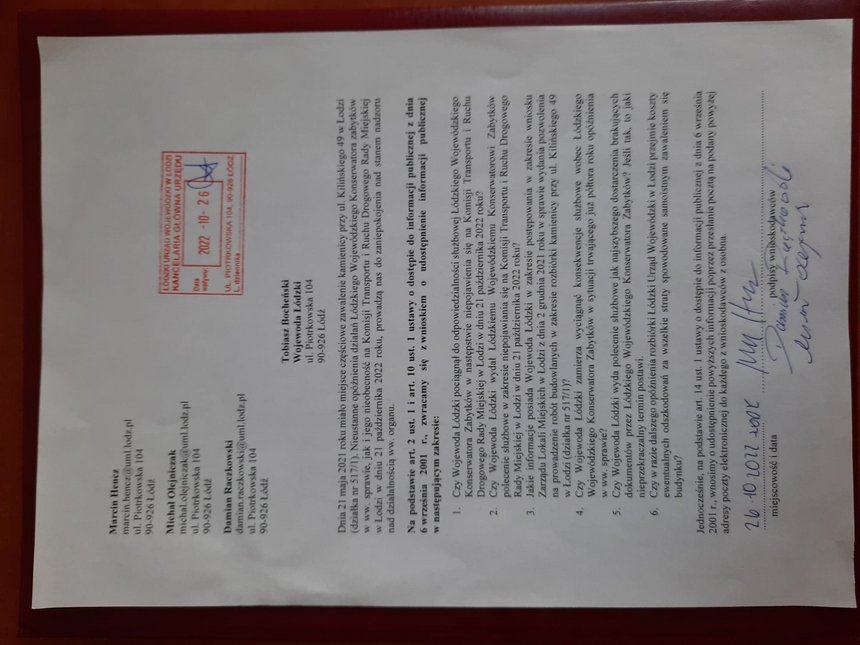 Marcin Hencz
marcin.hencz@uml.lodz.pl
ul. Piotrkowska 104
90-926 Łódź
Michał Olejniczak
michal.olejniczak@uml.lodz.pl
ul. Piotrkowska 104
90-926 Łódź
Damian Raczkowski
damian.raczkowski@uml.lodz.pl
ul. Piotrkowska 104
90-926 Łódź
ŁÓDZKI URZĄD WOJEWÓDZKI W ŁODZI
KANCELARIA GŁÓWNA URZĘDU
Data wpływu: 2022 -10- 26
UL. PIOTRKOWSKA 104, 90-926 ŁÓDŹ
L. dziennika
Tobiasz Bocheński
Wojewoda Łódzki
ul. Piotrkowska 104
90-926 Łódź
Dnia 21 maja 2021 roku miało miejsce częściowe zawalenie kamienicy przy ul. Kilińskiego 49 w Łodzi
(działka nr 517/1). Nieustanne opóźnienia działań Łódzkiego Wojewódzkiego Konserwatora zabytków
w ww. sprawie, jak i jego nieobecność na Komisji Transportu i Ruchu Drogowego Rady Miejskiej
w Łodzi w dniu 21 października 2022 roku, prowadzą nas do zaniepokojenia nad stanem nadzoru
nad działalnością ww. organu.
Na podstawie art. 2 ust. 1 i art. 10 ust. 1 ustawy o dostępie do informacji publicznej z dnia
6 września 2001 r., zwracamy się z wnioskiem o udostępnienie informacji publicznej
w następującym zakresie:
1. Czy Wojewoda Łódzki pociągnął do odpowiedzialności służbowej Łódzkiego Wojewódzkiego
Konserwatora Zabytków w następstwie niepojawienia się na Komisji Transportu i Ruchu
Drogowego Rady Miejskiej w Łodzi w dniu 21 października 2022 roku?
2. Czy Wojewoda Łódzki wydał Łódzkiemu Wojewódzkiemu Konserwatorowi Zabytków
polecenie służbowe w zakresie niepojawiania się na Komisji Transportu i Ruchu Drogowego
Rady Miejskiej w Łodzi w dniu 21 października 2022 roku?
3. Jakie informacje posiada Wojewoda Łódzki w zakresie postępowania w zakresie wniosku
Zarządu Lokali Miejskich w Łodzi z dnia 2 grudnia 2021 roku w sprawie wydania pozwolenia
na prowadzenie robót budowlanych w zakresie rozbiórki kamienicy przy ul. Kilińskiego 49
w Łodzi (działka nr 517/1)?
4. Czy Wojewoda Łódzki zamierza wyciągnąć konsekwencje służbowe wobec Łódzkiego
Wojewódzkiego Konserwatora Zabytków w sytuacji trwającego już półtora roku opóźnienia
w ww. sprawie?
5. Czy Wojewoda Łódzki wyda polecenie służbowe jak najszybszego dostarczenia brakujących
dokumentów przez Łódzkiego Wojewódzkiego Konserwatora Zabytków? Jeśli tak, to jaki
nieprzekraczalny termin postawi.
6. Czy w razie dalszego opóźnienia rozbiórki Łódzki Urząd Wojewódzki w Łodzi przejmie koszty
ewentualnych odszkodowań za wszelkie straty spowodowane samoistnym zawaleniem się
budynku?
Jednocześnie, na podstawie art. 14 ust. 1 ustawy o dostępie do informacji publicznej z dnia 6 września
2001 r., wnosimy o udostępnienie powyższych informacji poprzez przesłanie pocztą na podany powyżej
adresy poczty elektronicznej do każdego z wnioskodawców z osobna.
26.10.2022
miejscowość i data
podpisy wnioskodawców
Damian Raczkowski